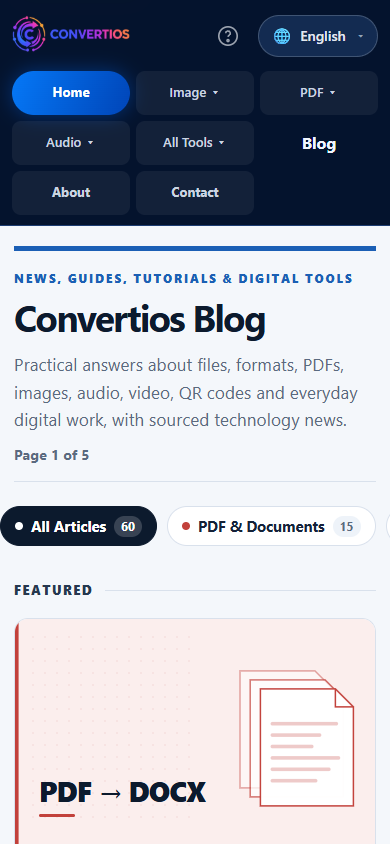 CONVERTIOS
English
Home
Image
PDF
Audio
All Tools
Blog
About
Contact
NEWS, GUIDES, TUTORIALS & DIGITAL TOOLS
Convertios Blog
Practical answers about files, formats, PDFs,
images, audio, video, QR codes and everyday
digital work, with sourced technology news.
Page 1 of 5
All Articles 60
PDF & Documents 15
FEATURED
PDF → DOCX